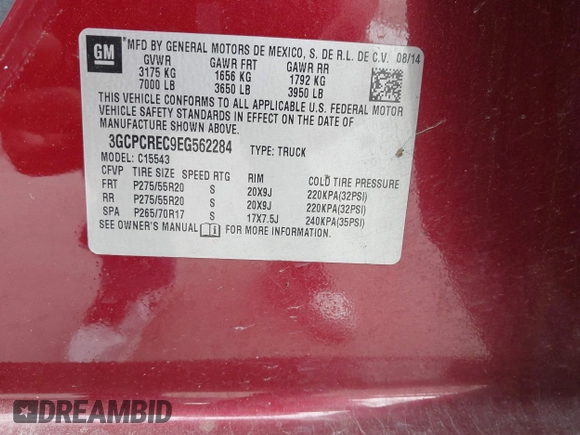 GM
MFD BY GENERAL MOTORS DE MEXICO, S. DE R.L. DE C.V. 08/14
GVWR GAWR FRT GAWR RR
3175 KG 1656 KG 1792 KG
7000 LB 3650 LB 3950 LB
THIS VEHICLE CONFORMS TO ALL APPLICABLE U.S. FEDERAL MOTOR
VEHICLE SAFETY STANDARDS IN EFFECT ON THE DATE OF
MANUFACTURE SHOWN ABOVE.
3GCPCREC9EG562284 TYPE: TRUCK
MODEL: C15543
CFVP TIRE SIZE SPEED RTG RIM COLD TIRE PRESSURE
FRT P275/55R20 S 20X9J 220KPA(32PSI)
RR P275/55R20 S 20X9J 220KPA(32PSI)
SPA P265/70R17 S 17X7.5J 240KPA(35PSI)
SEE OWNER'S MANUAL FOR MORE INFORMATION.
DREAMBID